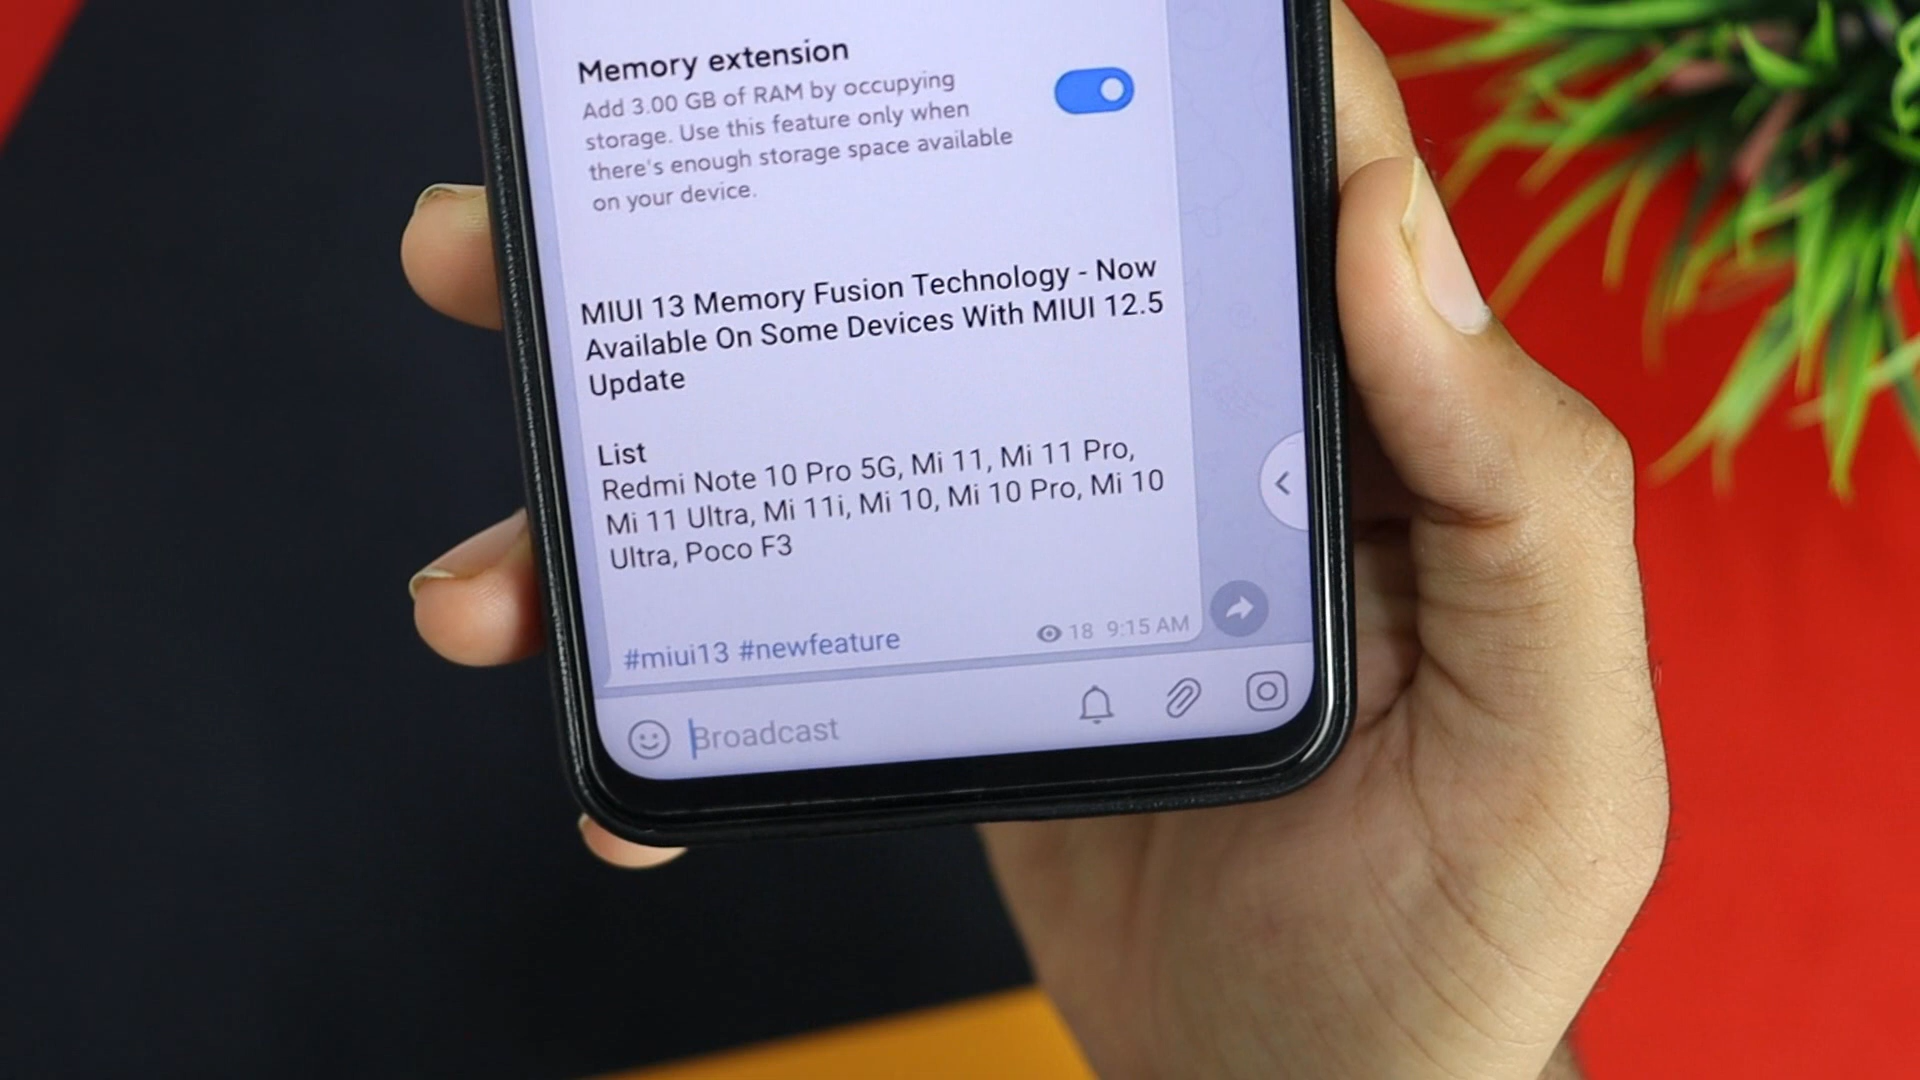 Memory extension
Add 3.00 GB of RAM by occupying
storage. Use this feature only when
there's enough storage space available
on your device.
MIUI 13 Memory Fusion Technology - Now
Available On Some Devices With MIUI 12.5
Update
List
Redmi Note 10 Pro 5G, Mi 11, Mi 11 Pro,
Mi 11 Ultra, Mi 11i, Mi 10, Mi 10 Pro, Mi 10
Ultra, Poco F3
#miui13 #newfeature
18 9:15 AM
Broadcast